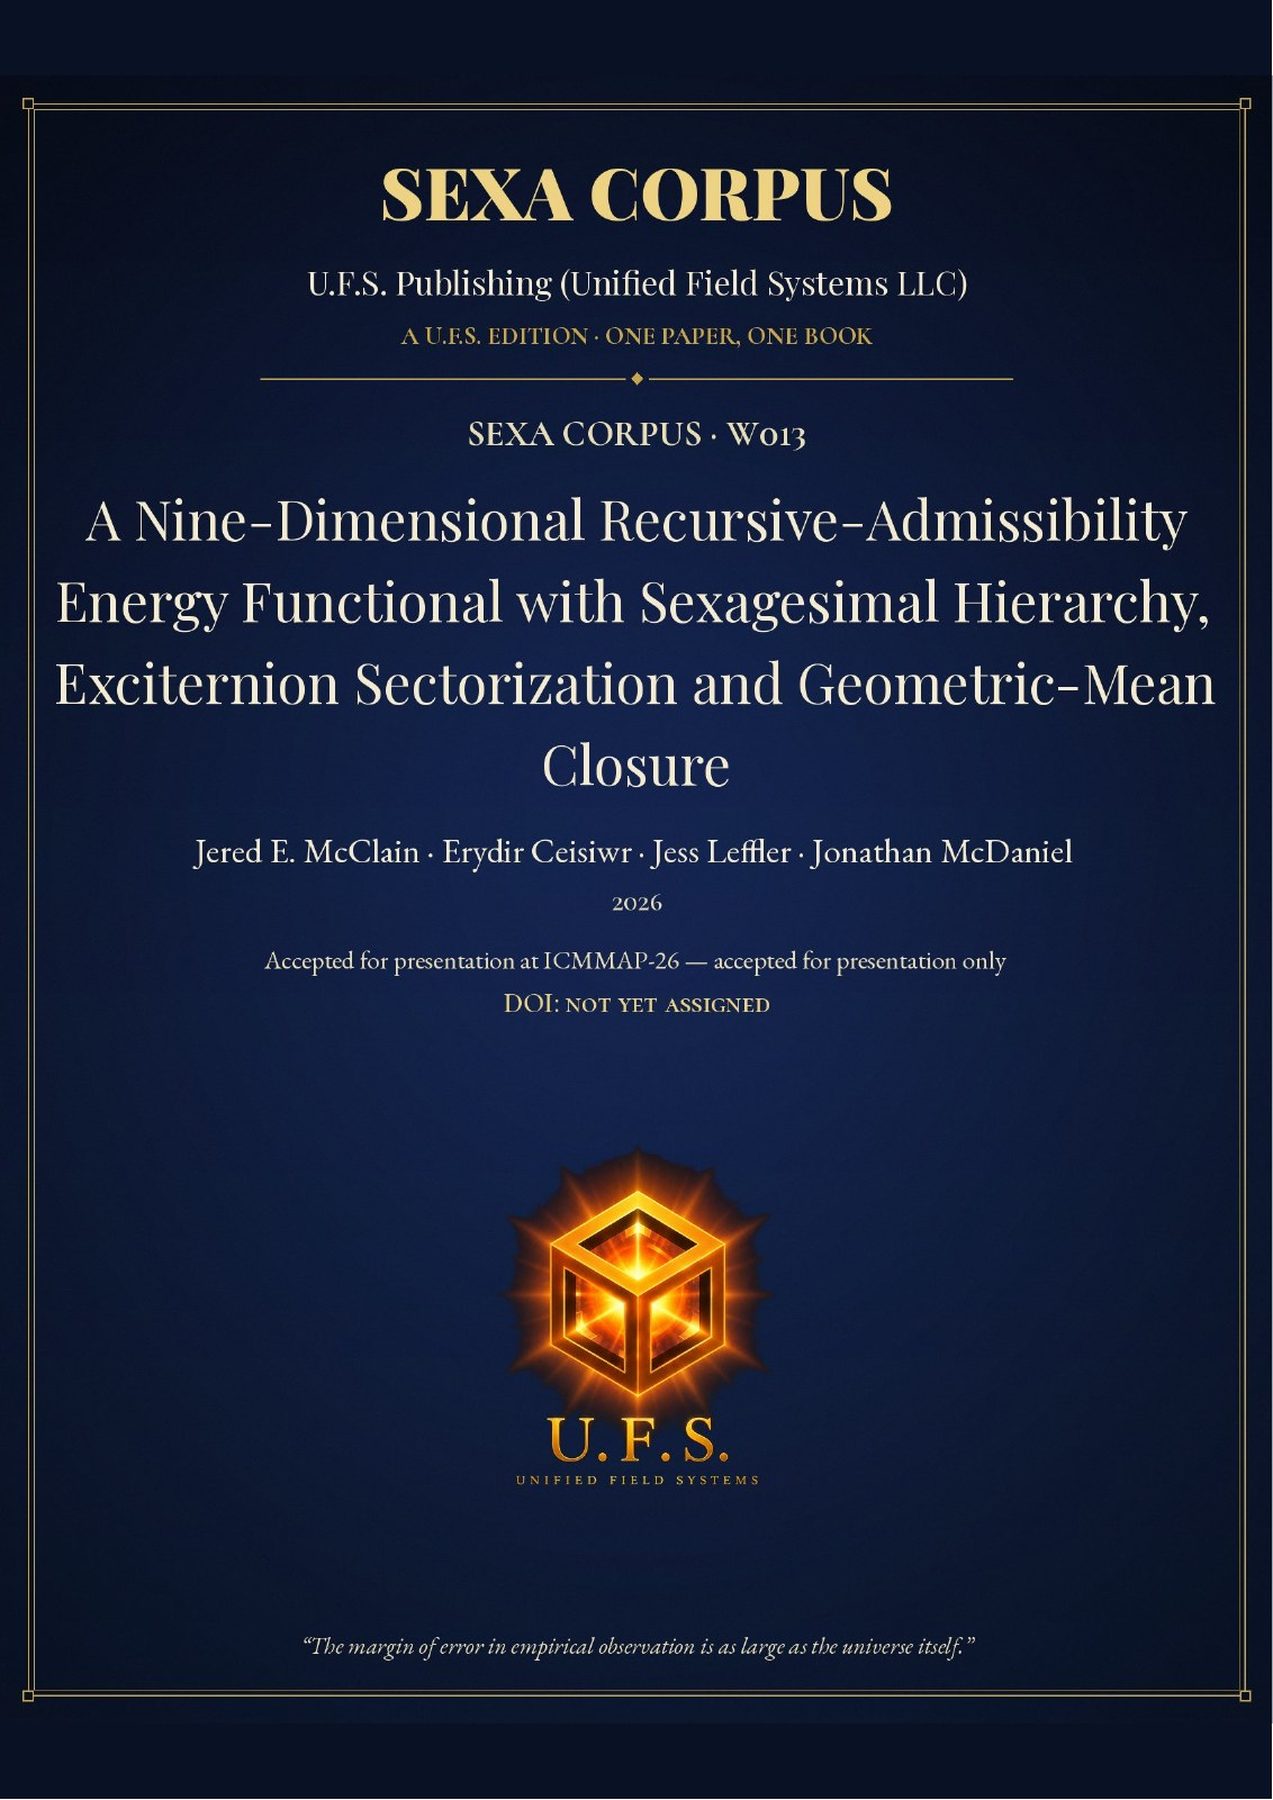 SEXA CORPUS
U.F.S. Publishing (Unified Field Systems LLC)
A U.F.S. EDITION · ONE PAPER, ONE BOOK
SEXA CORPUS · W013
A Nine-Dimensional Recursive-Admissibility
Energy Functional with Sexagesimal Hierarchy,
Exciternion Sectorization and Geometric-Mean
Closure
Jered E. McClain · Erydir Ceisiwr · Jess Leffler · Jonathan McDaniel
2026
Accepted for presentation at ICMMAP-26 — accepted for presentation only
DOI: NOT YET ASSIGNED
U.F.S.
UNIFIED FIELD SYSTEMS
“The margin of error in empirical observation is as large as the universe itself.”